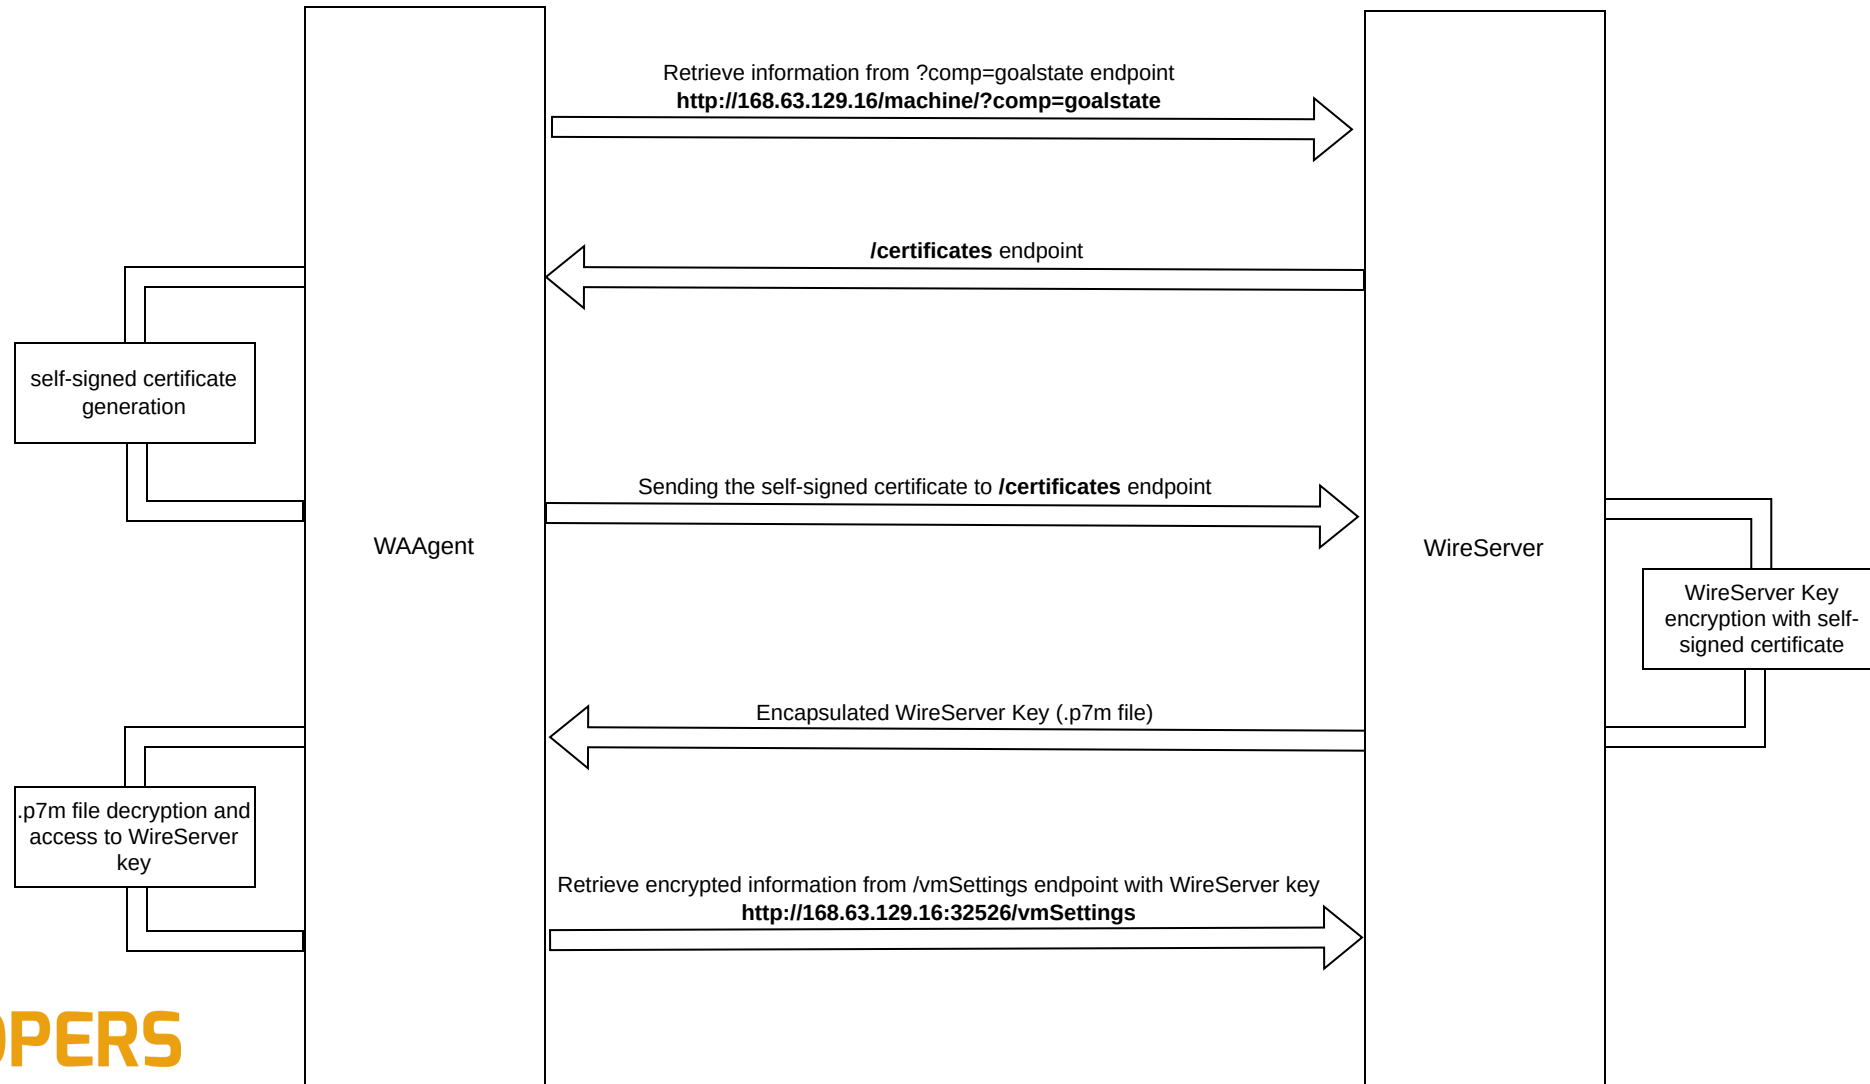 Retrieve information from ?comp=goalstate endpoint
http://168.63.129.16/machine/?comp=goalstate
/certificates endpoint
self-signed certificate
generation
Sending the self-signed certificate to /certificates endpoint
WAAgent
WireServer
WireServer Key
encryption with self-
signed certificate
Encapsulated WireServer Key (.p7m file)
.p7m file decryption and
access to WireServer
key
Retrieve encrypted information from /vmSettings endpoint with WireServer key
http://168.63.129.16:32526/vmSettings
OPERS